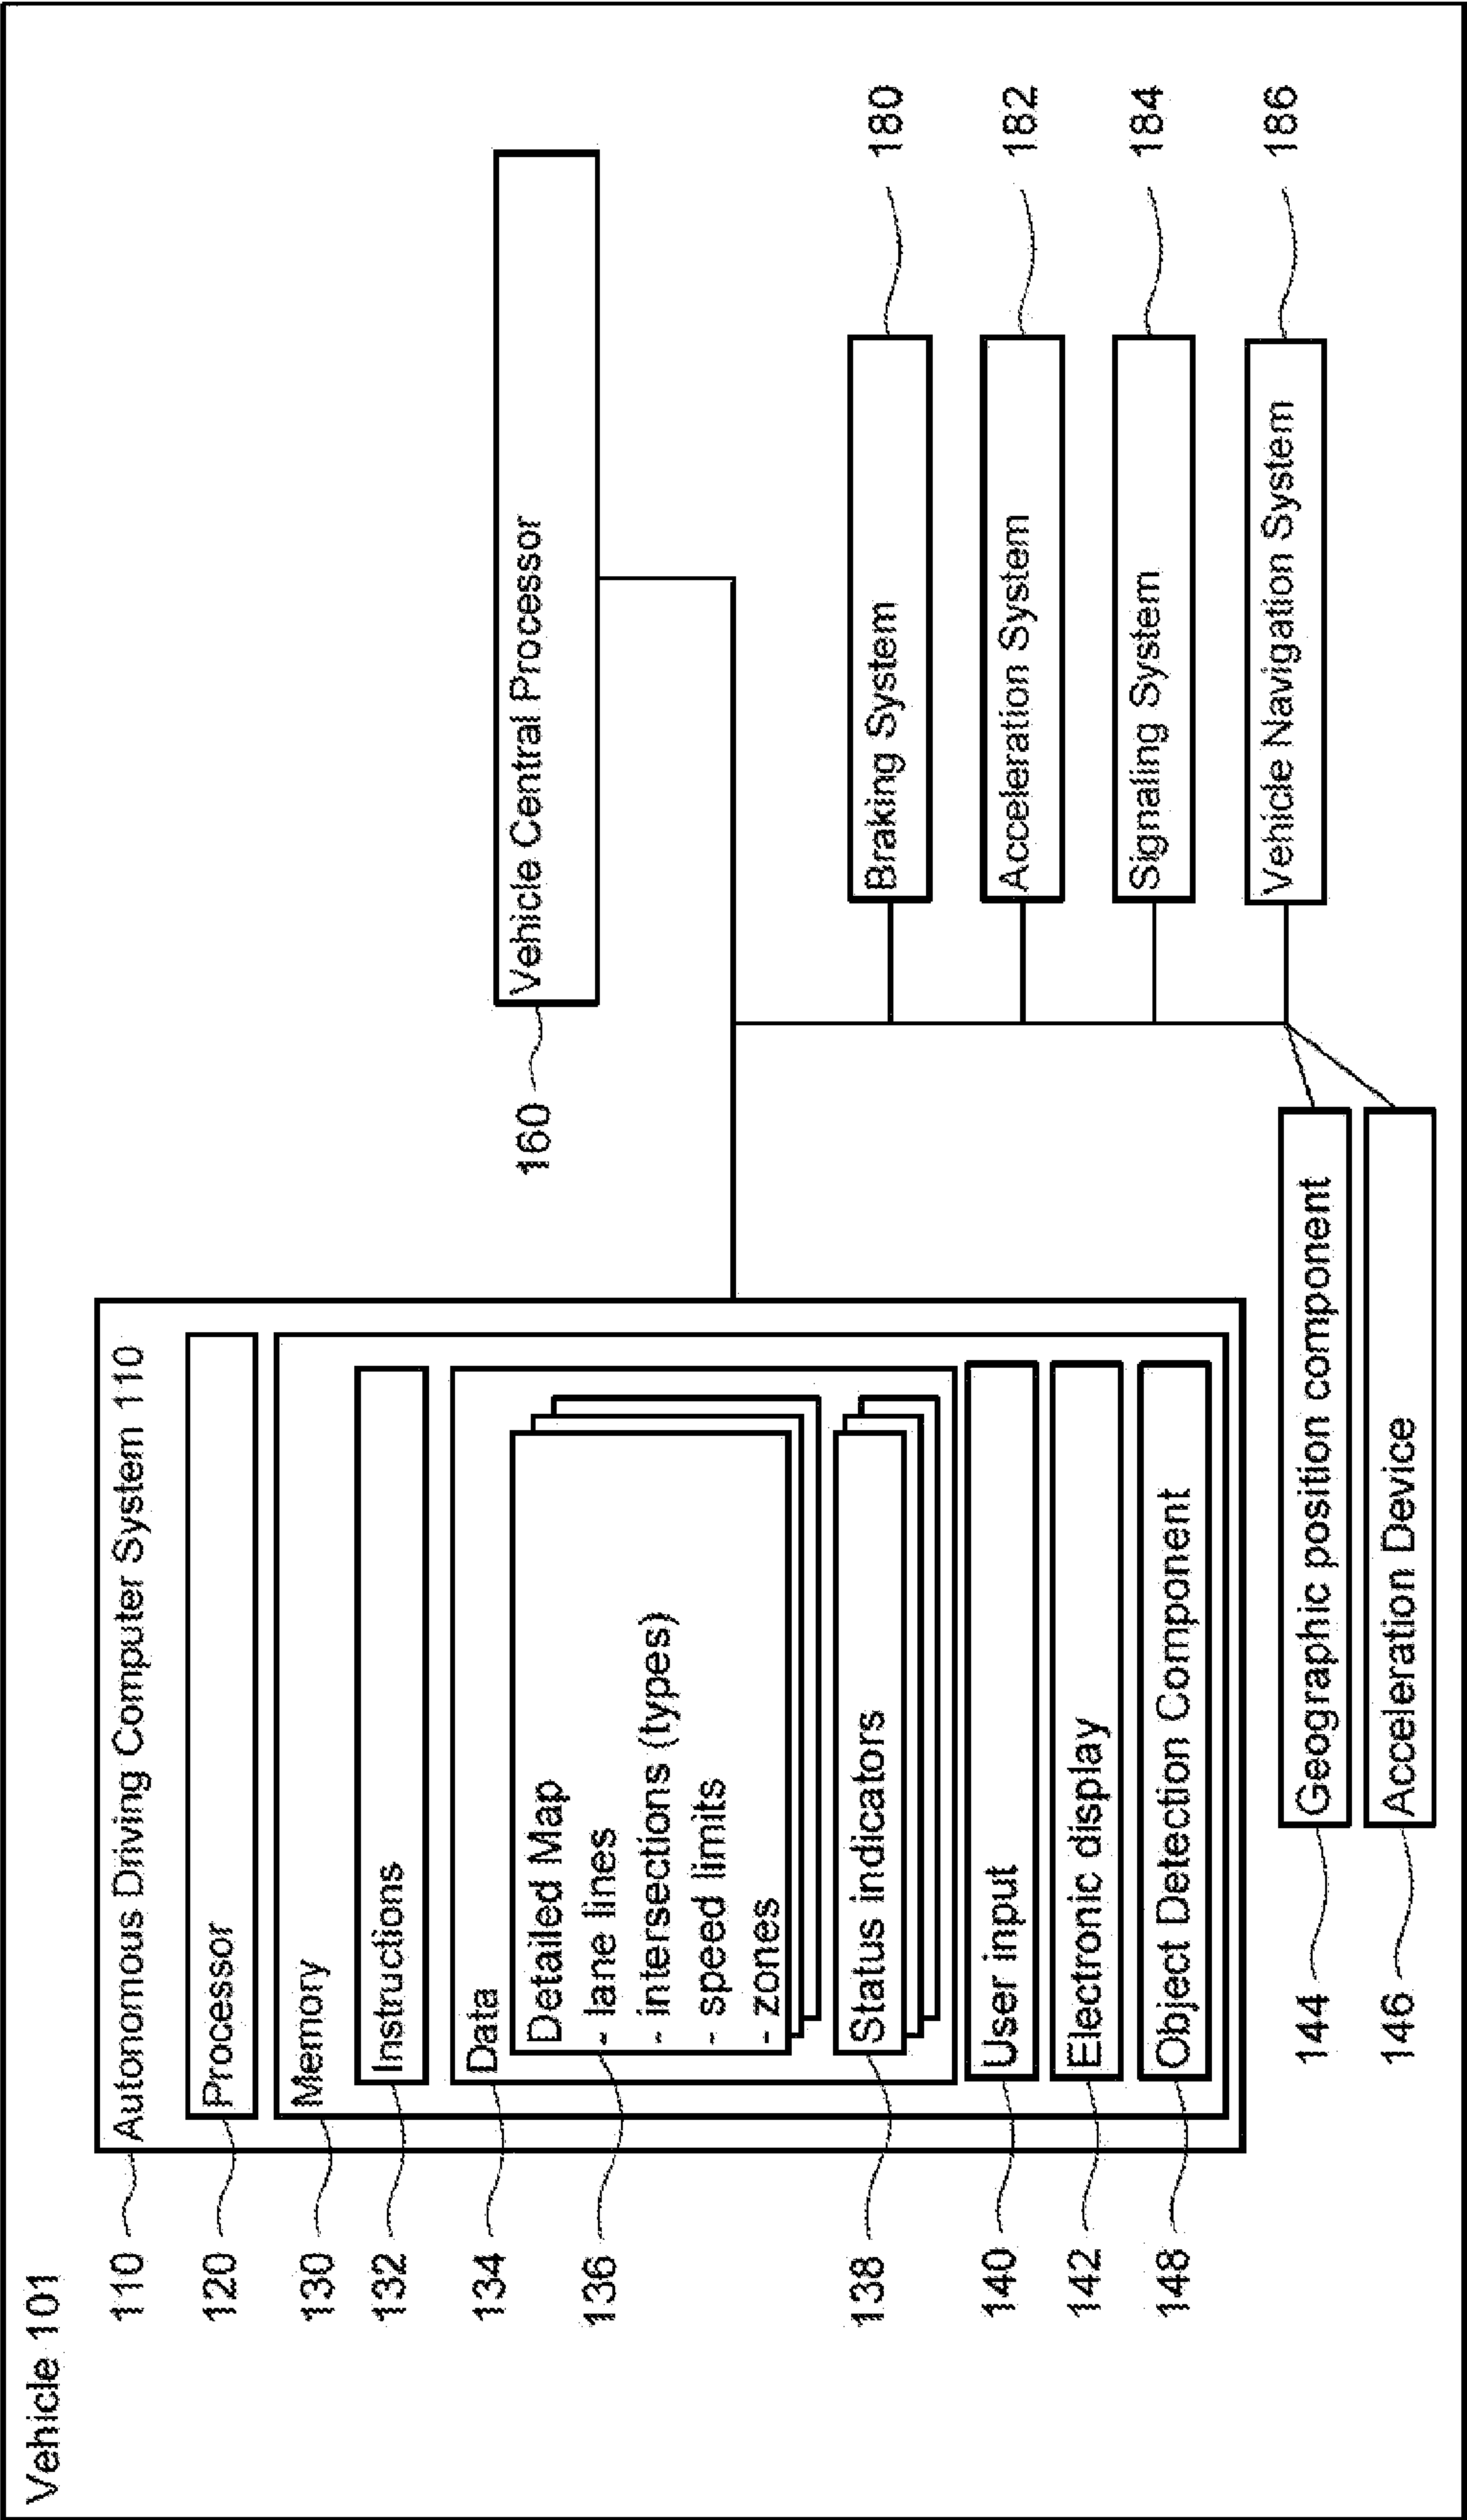 Vehicle 101
110
Autonomous Driving Computer System 110
120
Processor
130
Memory
132
Instructions
134
Data
136
Detailed Map
- lane lines
- intersections (types)
- speed limits
- zones
138
Status indicators
140
User input
142
Electronic display
148
Object Detection Component
144
Geographic position component
146
Acceleration Device
160
Vehicle Central Processor
Braking System
180
Acceleration System
182
Signaling System
184
Vehicle Navigation System
186